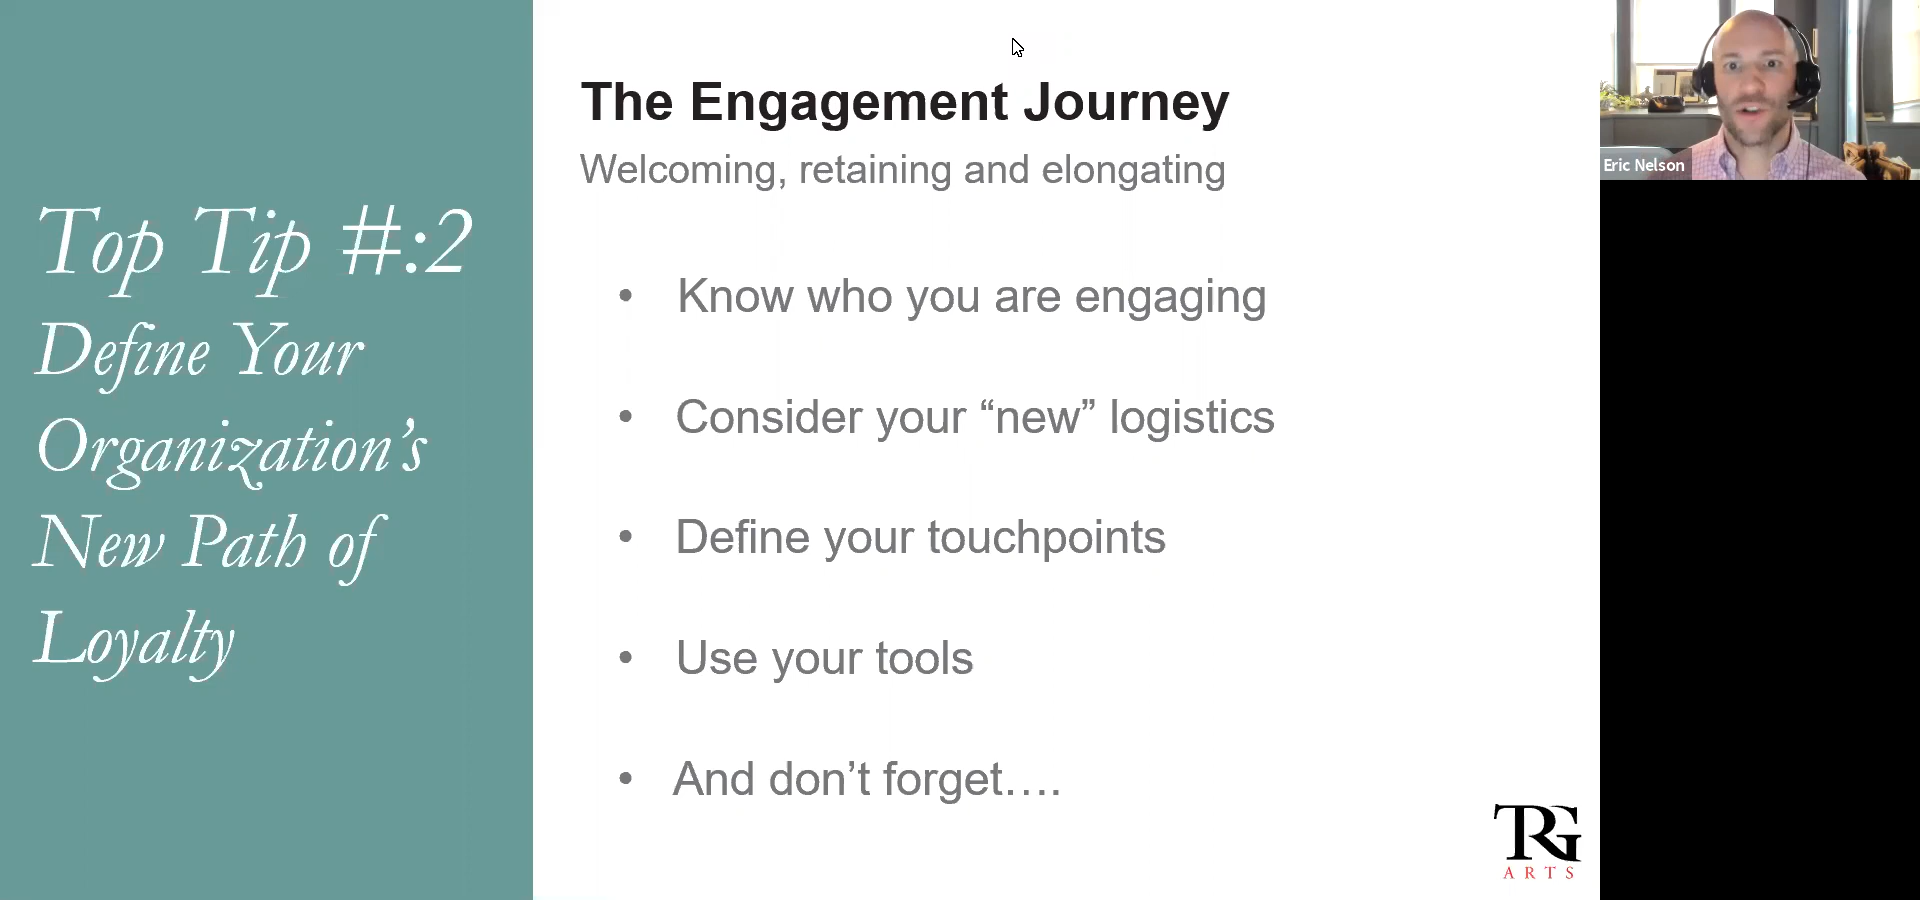 Top Tip #:2
Define Your
Organization’s
New Path of
Loyalty
The Engagement Journey
Welcoming, retaining and elongating
• Know who you are engaging
• Consider your “new” logistics
• Define your touchpoints
• Use your tools
• And don’t forget….
TRG
ARTS
Eric Nelson